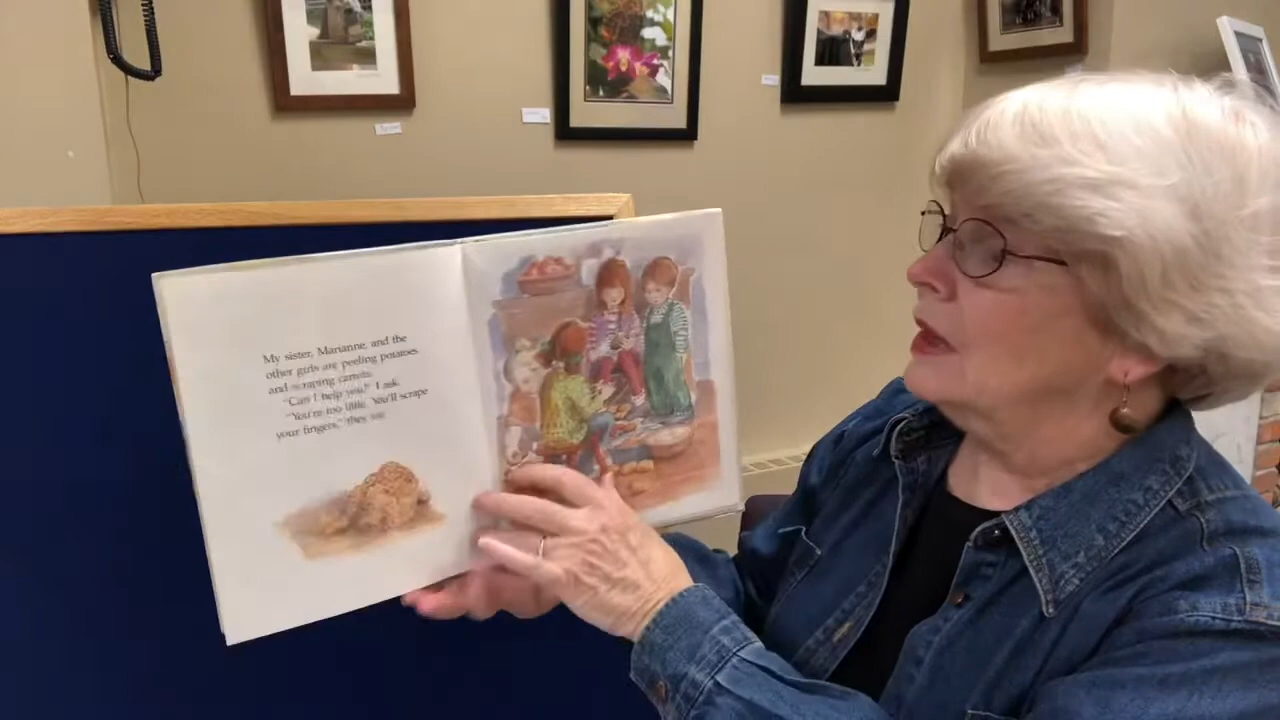 My sister, Marianne, and the
other girls are peeling potatoes
and scraping carrots.
"Can I help you?" I ask.
"You're too little. You'll scrape
your fingers," they say.